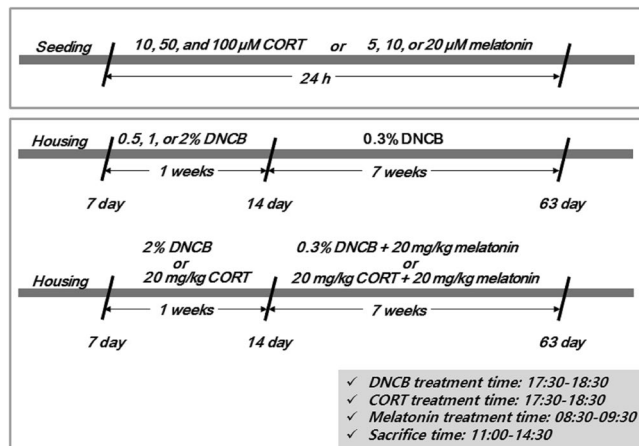 Seeding
10, 50, and 100 μM CORT or 5, 10, or 20 μM melatonin
24 h
Housing
0.5, 1, or 2% DNCB
0.3% DNCB
1 weeks
7 weeks
7 day
14 day
63 day
Housing
2% DNCB
or
20 mg/kg CORT
0.3% DNCB + 20 mg/kg melatonin
or
20 mg/kg CORT + 20 mg/kg melatonin
1 weeks
7 weeks
7 day
14 day
63 day
✓ DNCB treatment time: 17:30-18:30
✓ CORT treatment time: 17:30-18:30
✓ Melatonin treatment time: 08:30-09:30
✓ Sacrifice time: 11:00-14:30